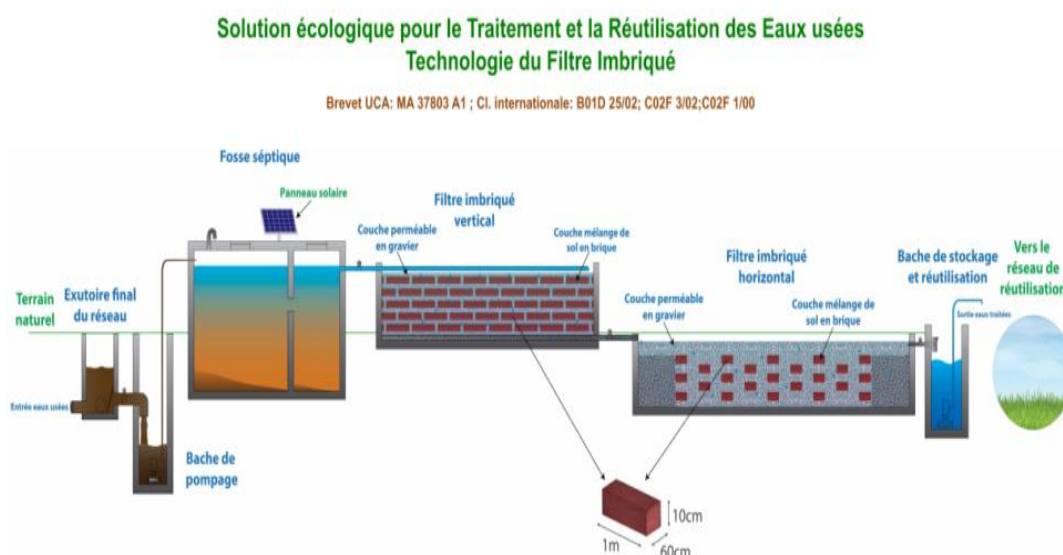 Solution écologique pour le Traitement et la Réutilisation des Eaux usées
Technologie du Filtre Imbriqué
Brevet UCA: MA 37803 A1 ; Cl. internationale: B01D 25/02; C02F 3/02;C02F 1/00
Fosse séptique
Panneau solaire
Filtre imbriqué
vertical
Couche perméable
en gravier
Couche mélange de
sol en brique
Filtre imbriqué
horizontal
Couche perméable
en gravier
Couche mélange de
sol en brique
Bache de stockage
et réutilisation
Vers le
réseau de
réutilisation
Sortie eaux traitées
Terrain
naturel
Exutoire final
du réseau
Entrée eaux usées
Bache de
pompage
10cm
1m
60cm